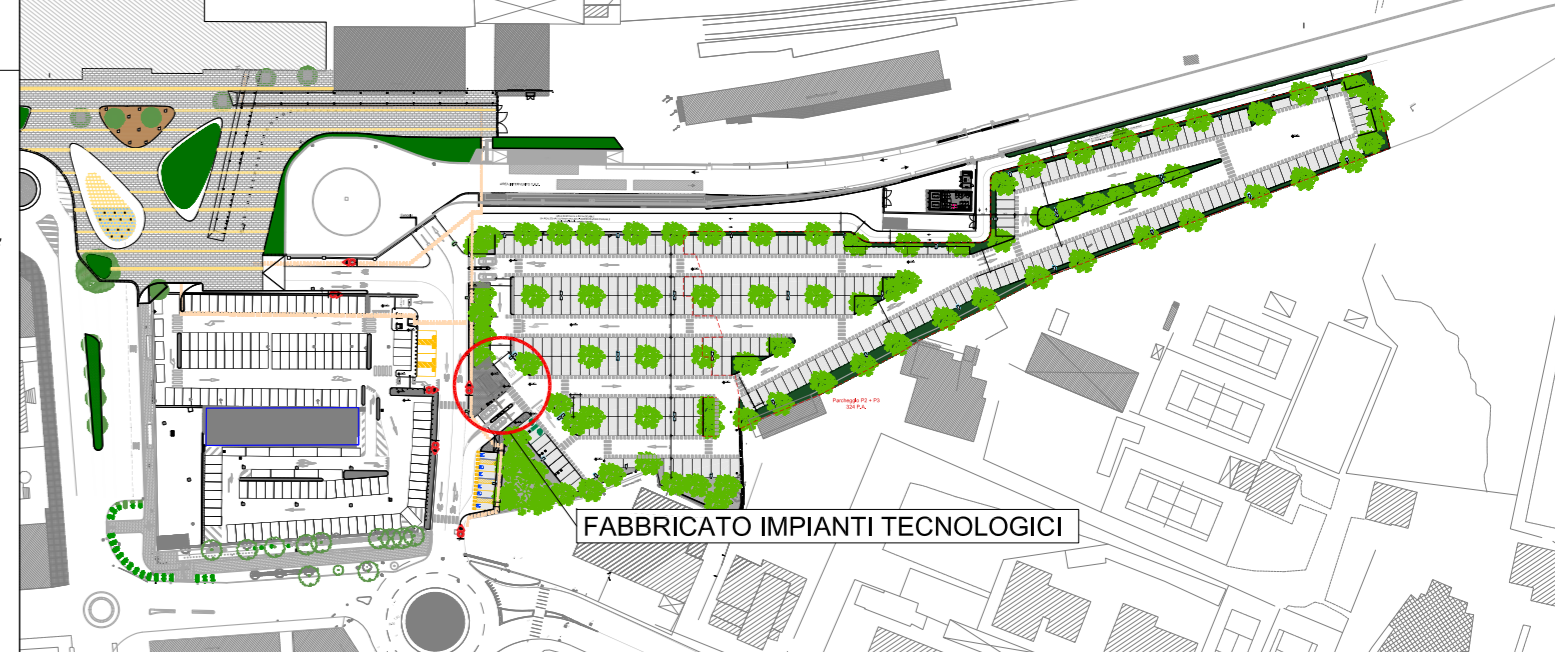 Parcheggio P2 + P3
324 P.A.
FABBRICATO IMPIANTI TECNOLOGICI